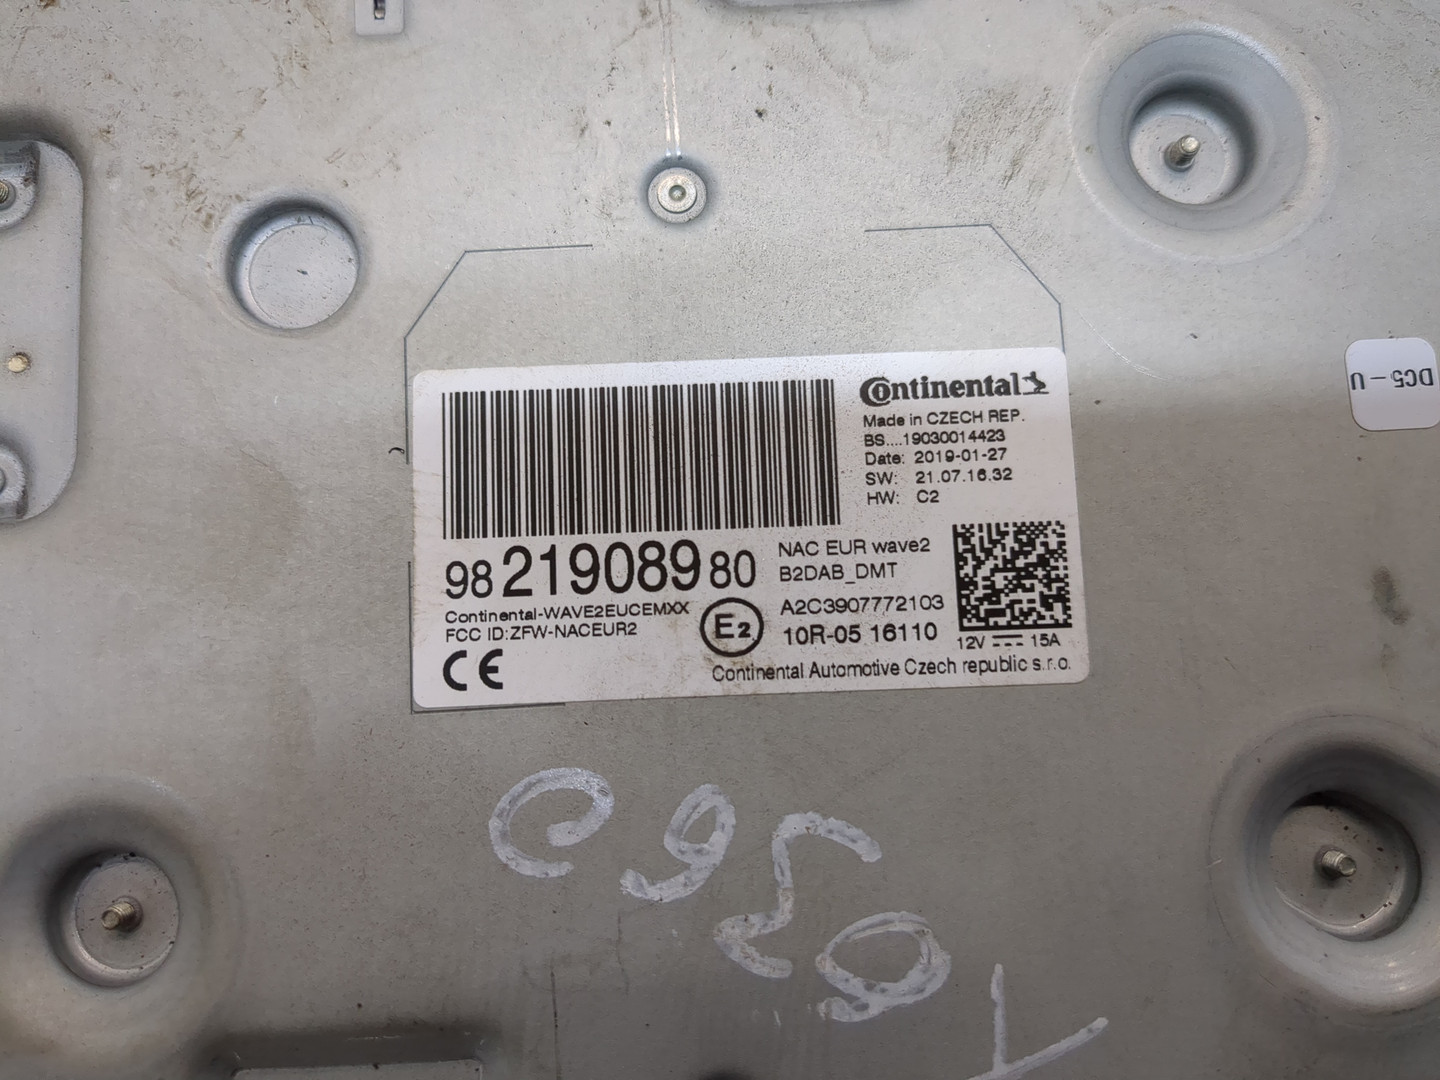 Continental
Made in CZECH REP.
BS....19030014423
Date: 2019-01-27
SW: 21.07.16.32
HW: C2
98 219089 80
NAC EUR wave2
B2DAB_DMT
Continental-WAVE2EUCEMXX
FCC ID:ZFW-NACEUR2
E2
A2C3907772103
10R-05 16110
12V 15A
CE
Continental Automotive Czech republic s.r.o.
DC5-U